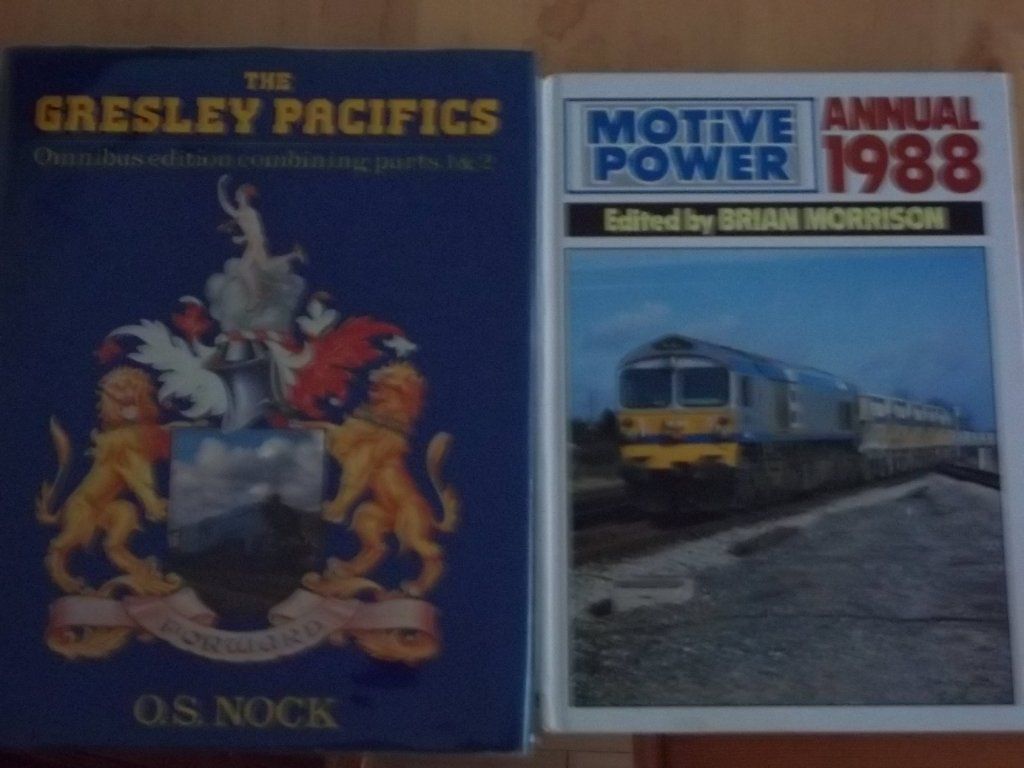 THE
GRESLEY PACIFICS
Omnibus edition combining parts 1 & 2
FORWARD
O.S. NOCK
MOTiVE
POWER
ANNUAL
1988
Edited by BRIAN MORRISON